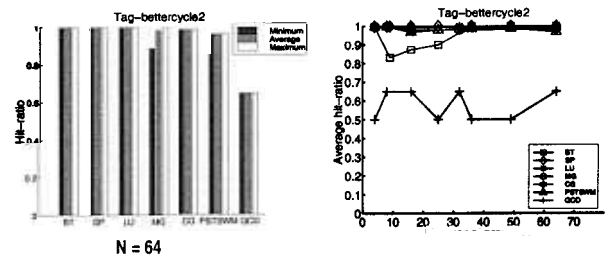 Tag-bettercycle2
Minimum
Average
Maximum
Hit-ratio
1
0.8
0.6
0.4
0.2
0
BT SP LU MG CG PSTSWM QCD
N = 64
Tag-bettercycle2
Average hit-ratio
1
0.9
0.8
0.7
0.6
0.5
0.4
0.3
0.2
0.1
0
BT
SP
LU
MG
CG
PSTSWM
QCD
0 10 20 30 40 50 60 70